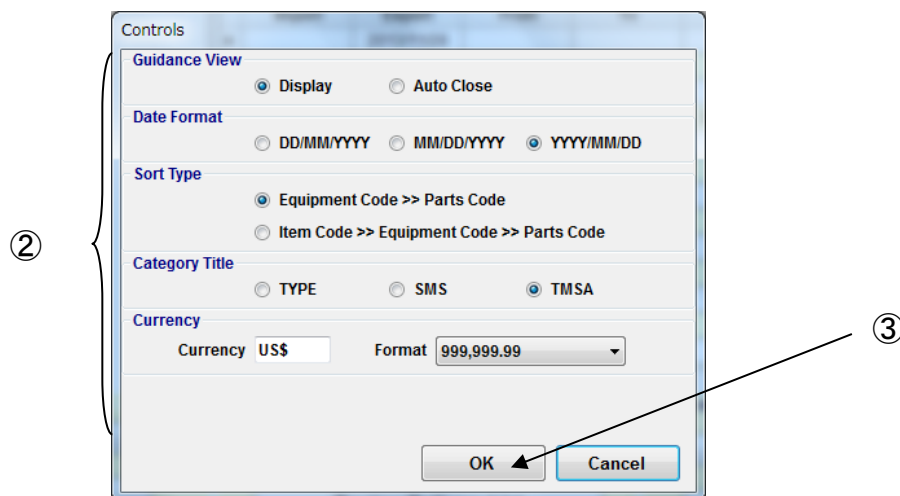 Controls
Guidance View
Display Auto Close
Date Format
DD/MM/YYYY MM/DD/YYYY YYYY/MM/DD
Sort Type
Equipment Code >> Parts Code
②
Item Code >> Equipment Code >> Parts Code
Category Title
TYPE SMS TMSA
Currency
③
Currency US$ Format 999,999.99
OK Cancel